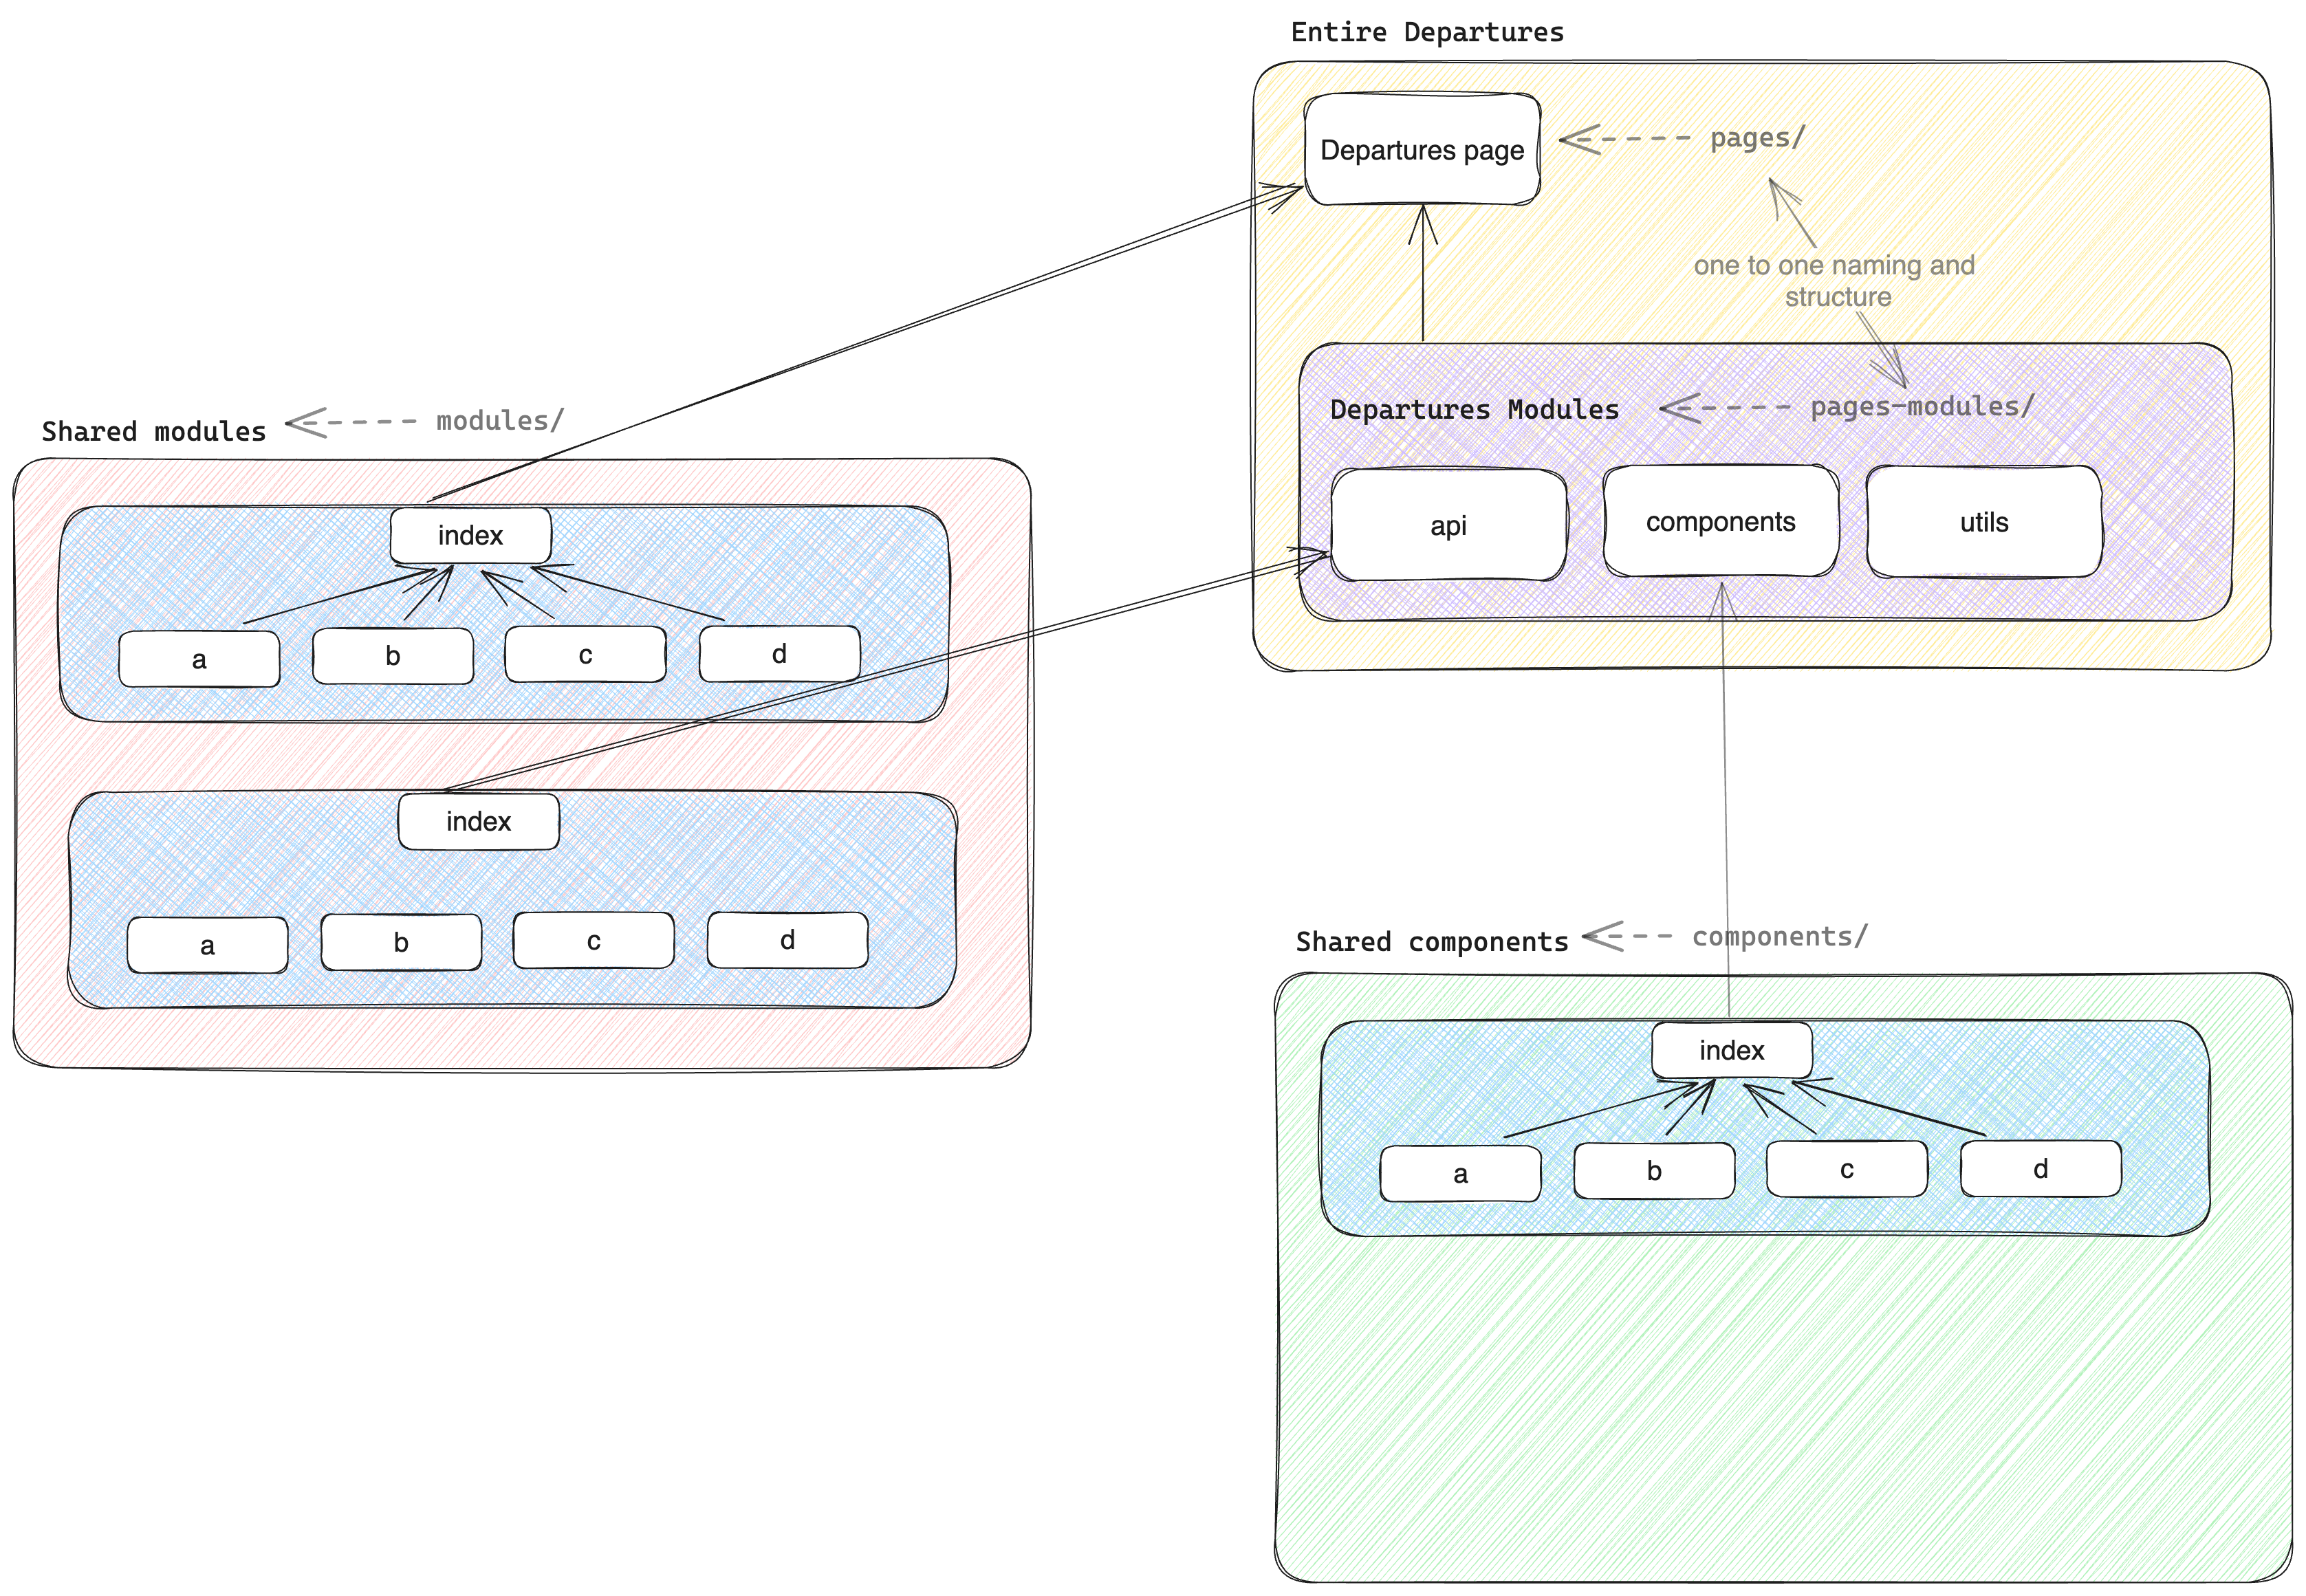 Entire Departures
Departures page
pages/
one to one naming and
structure
Departures Modules
pages-modules/
api
components
utils
Shared modules
modules/
index
a
b
c
d
index
a
b
c
d
Shared components
components/
index
a
b
c
d